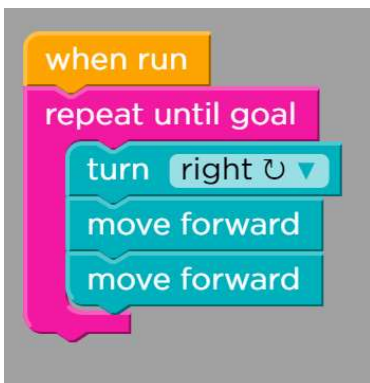 when run
repeat until goal
turn right ↻ ▼
move forward
move forward